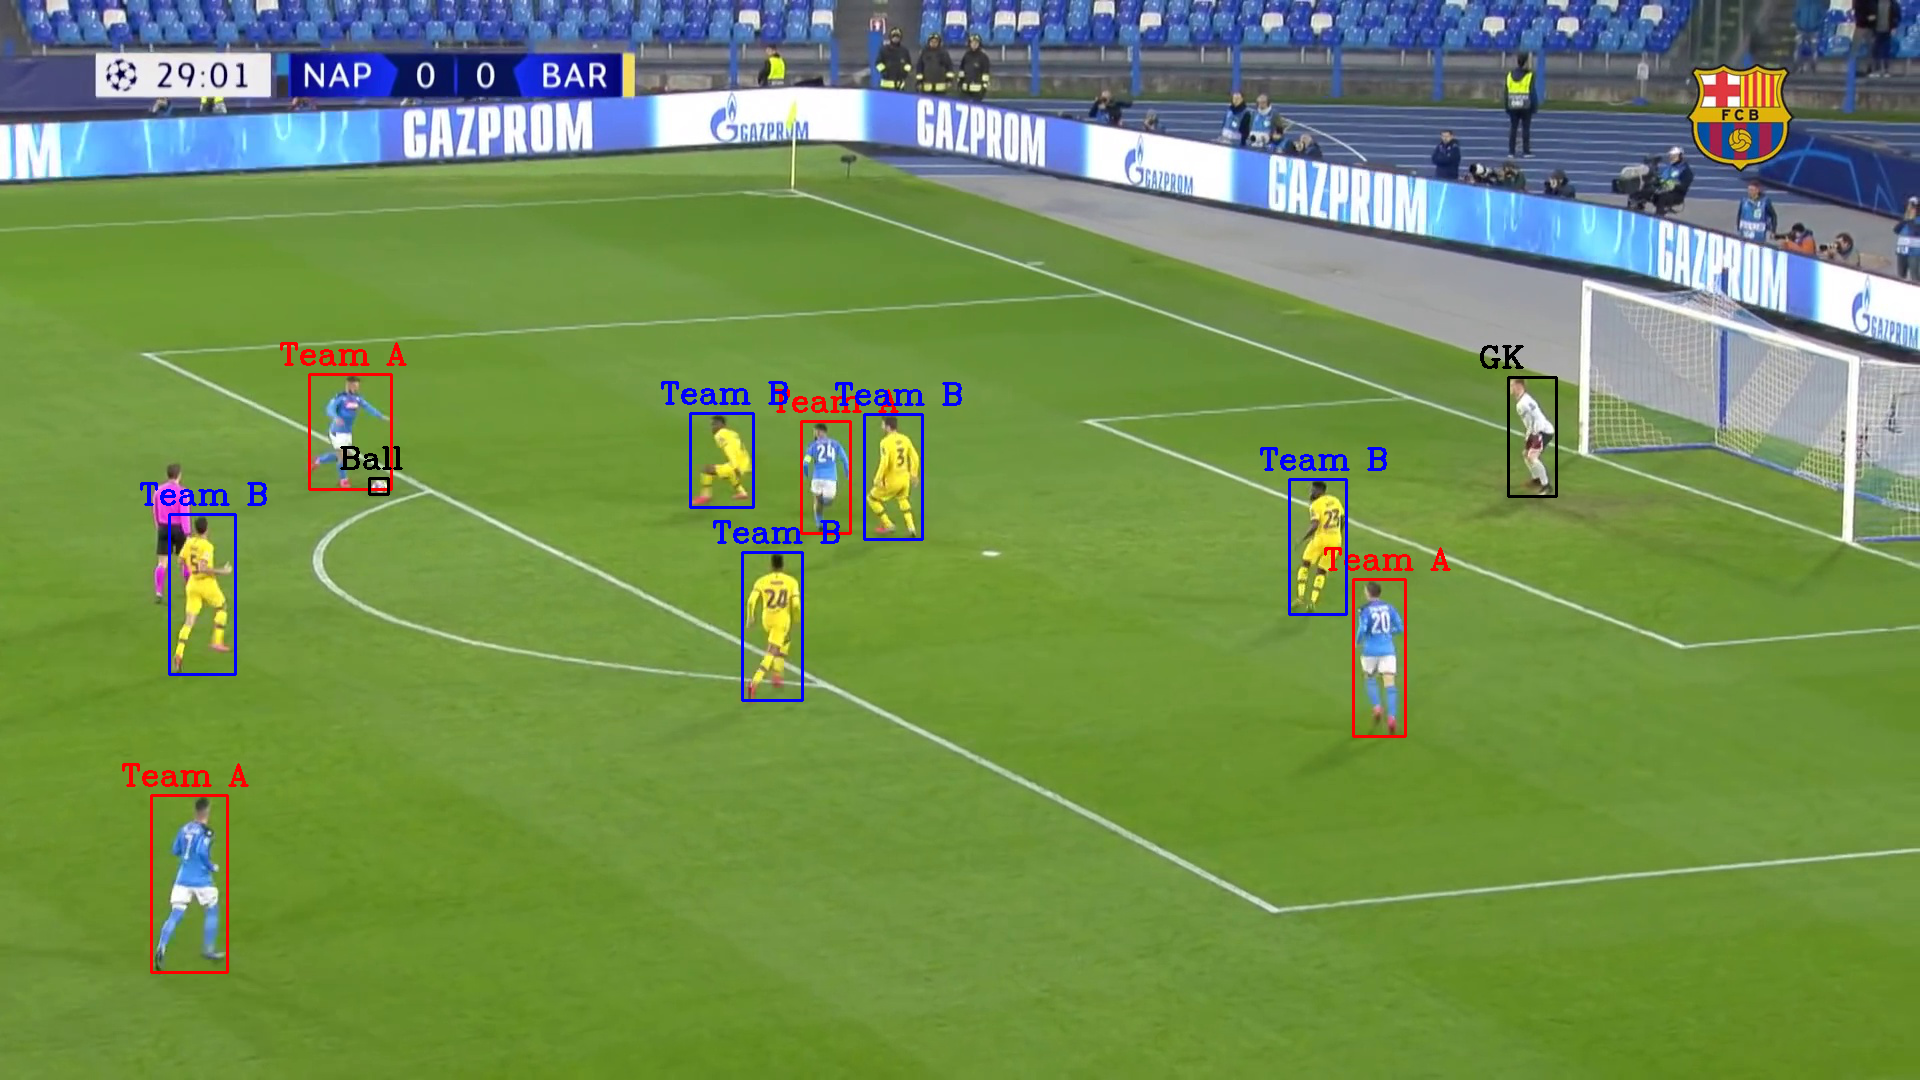 29:01 NAP 0 0 BAR
FCB
M GAZPROM GAZPROM GAZPROM GAZPROM GAZPROM GAZPROM GAZPROM
Team A
Team B Team A Team B
GK
Ball
Team B
Team B
Team B
Team A
24
3
23
5
24
20
Team A
7